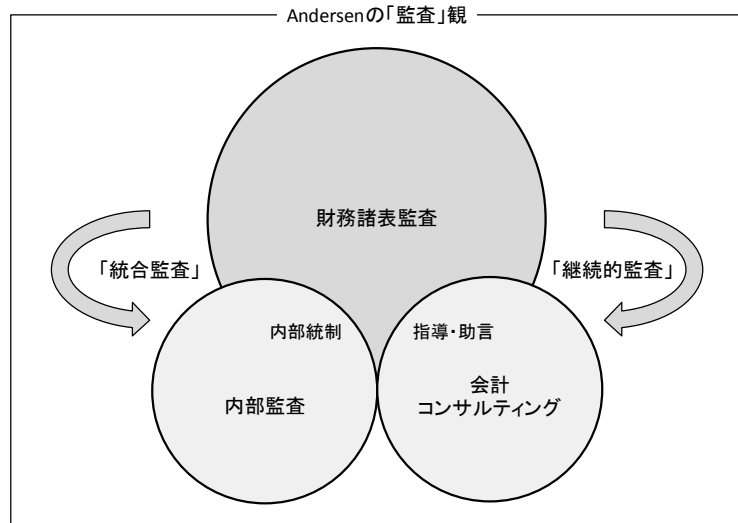 Andersenの「監査」観
財務諸表監査
「統合監査」
「継続的監査」
内部統制
指導・助言
内部監査
会計
コンサルティング